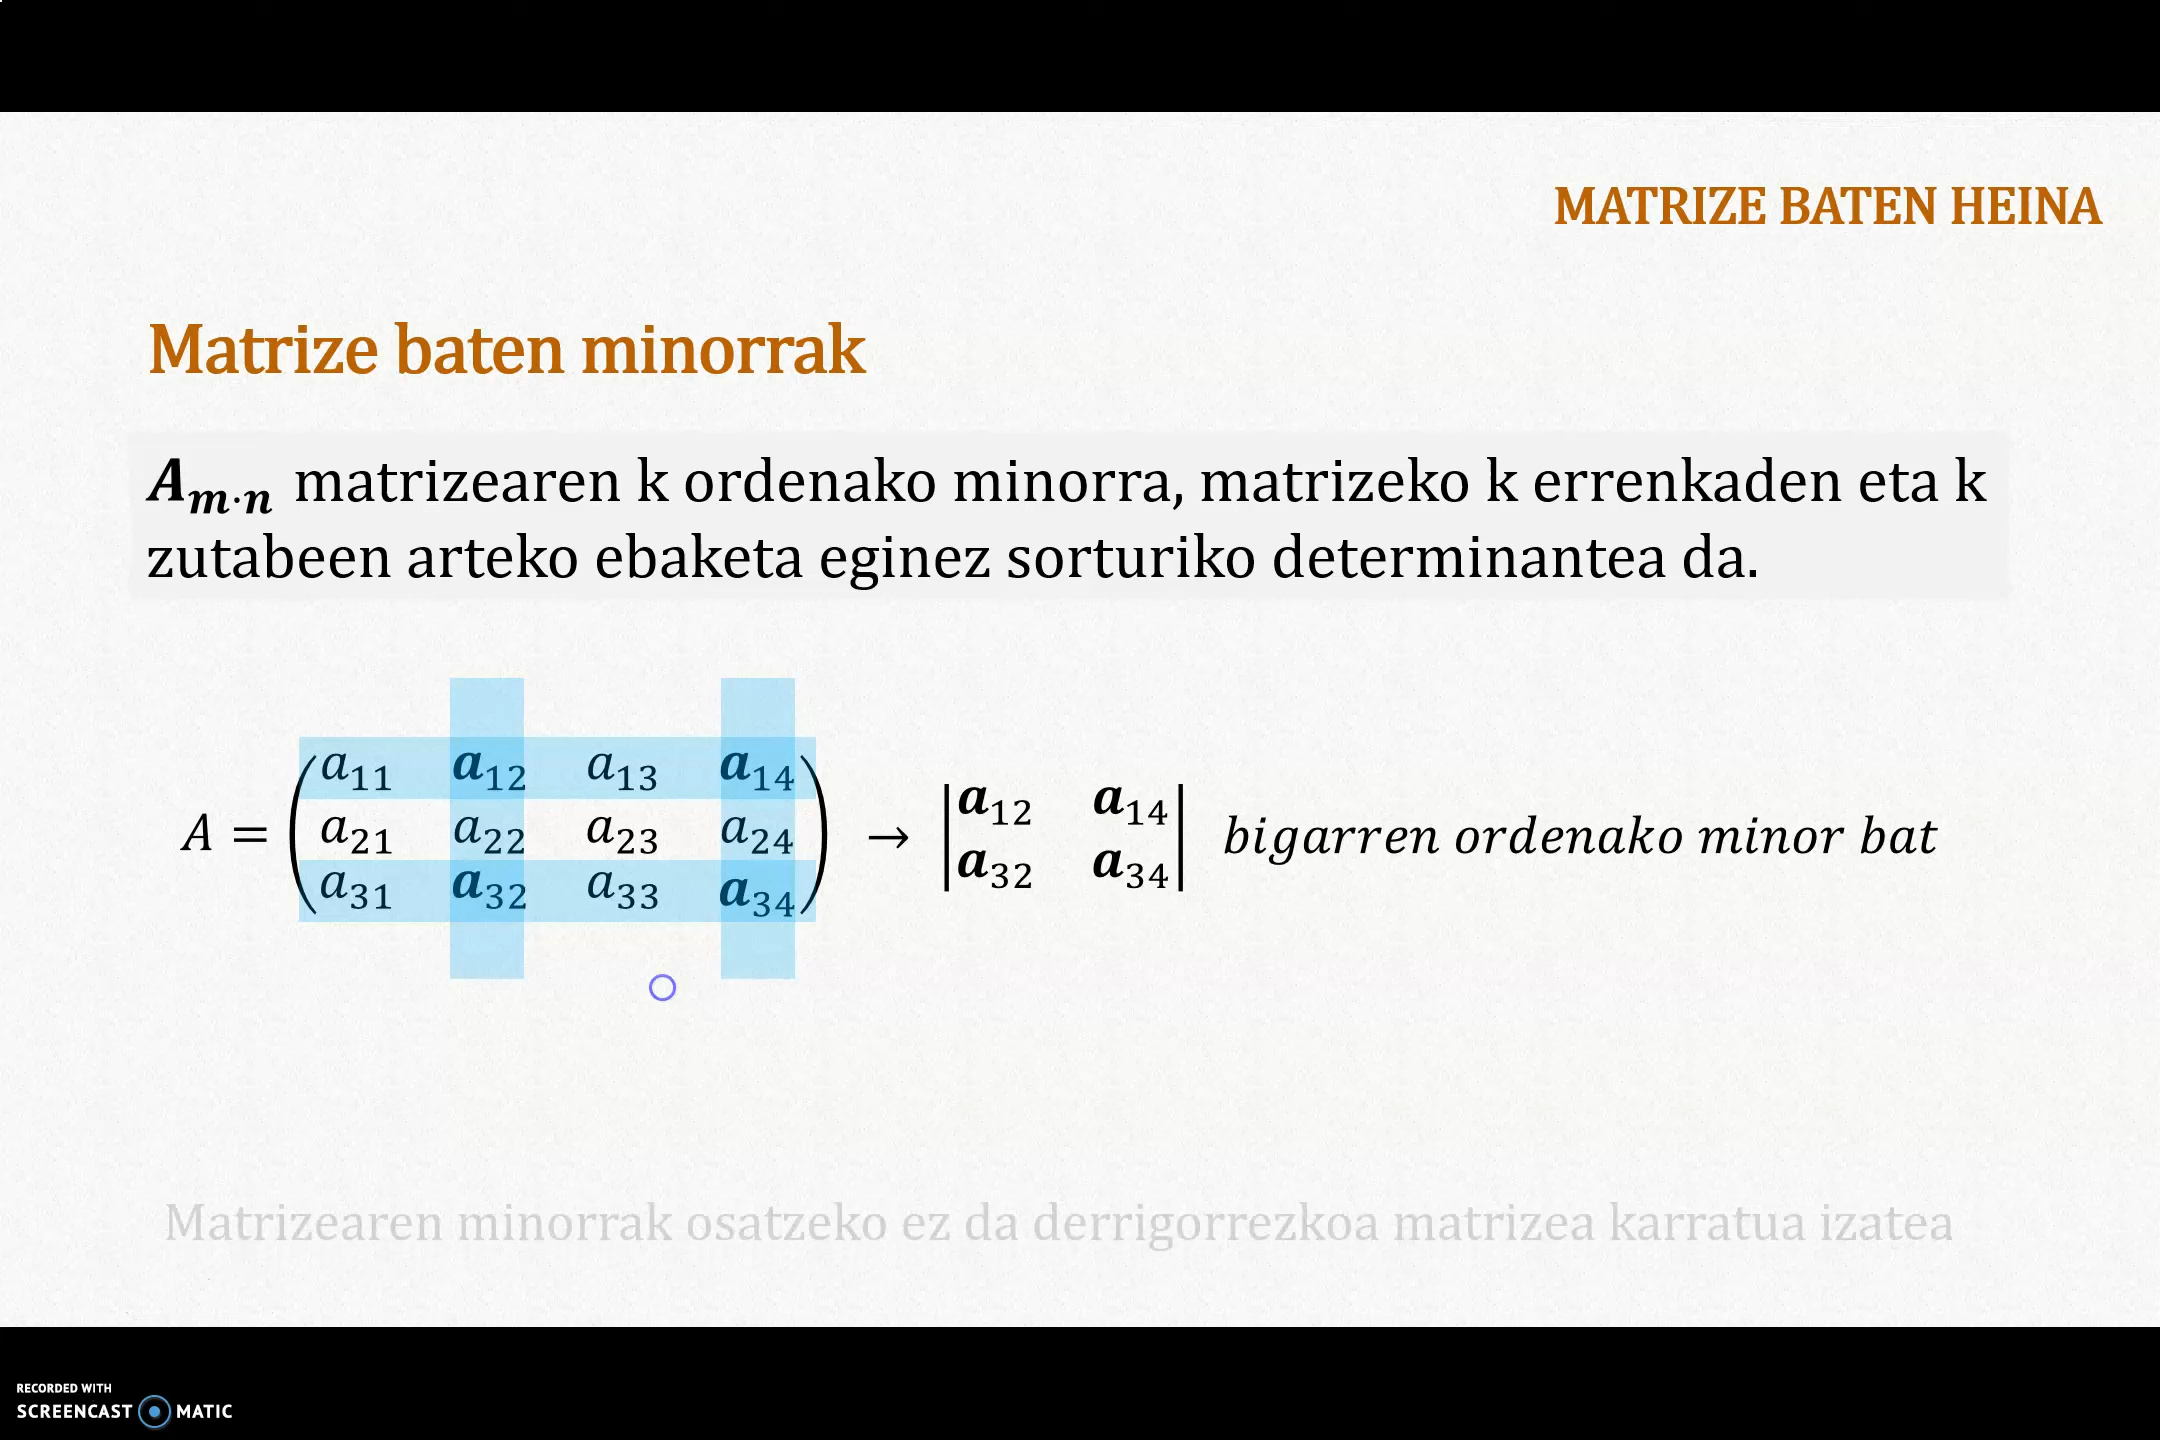 MATRIZE BATEN HEINA
Matrize baten minorrak
A_{m·n} matrizearen k ordenako minorra, matrizeko k errenkaden eta k
zutabeen arteko ebaketa eginez sorturiko determinantea da.
a₁₁ a₁₂ a₁₃ a₁₄
A = a₂₁ a₂₂ a₂₃ a₂₄ → |a₁₂ a₁₄| bigarren ordenako minor bat
a₃₁ a₃₂ a₃₃ a₃₄ |a₃₂ a₃₄|
Matrizearen minorrak osatzeko ez da derrigorrezkoa matrizea karratua izatea
RECORDED WITH
SCREENCAST MATIC